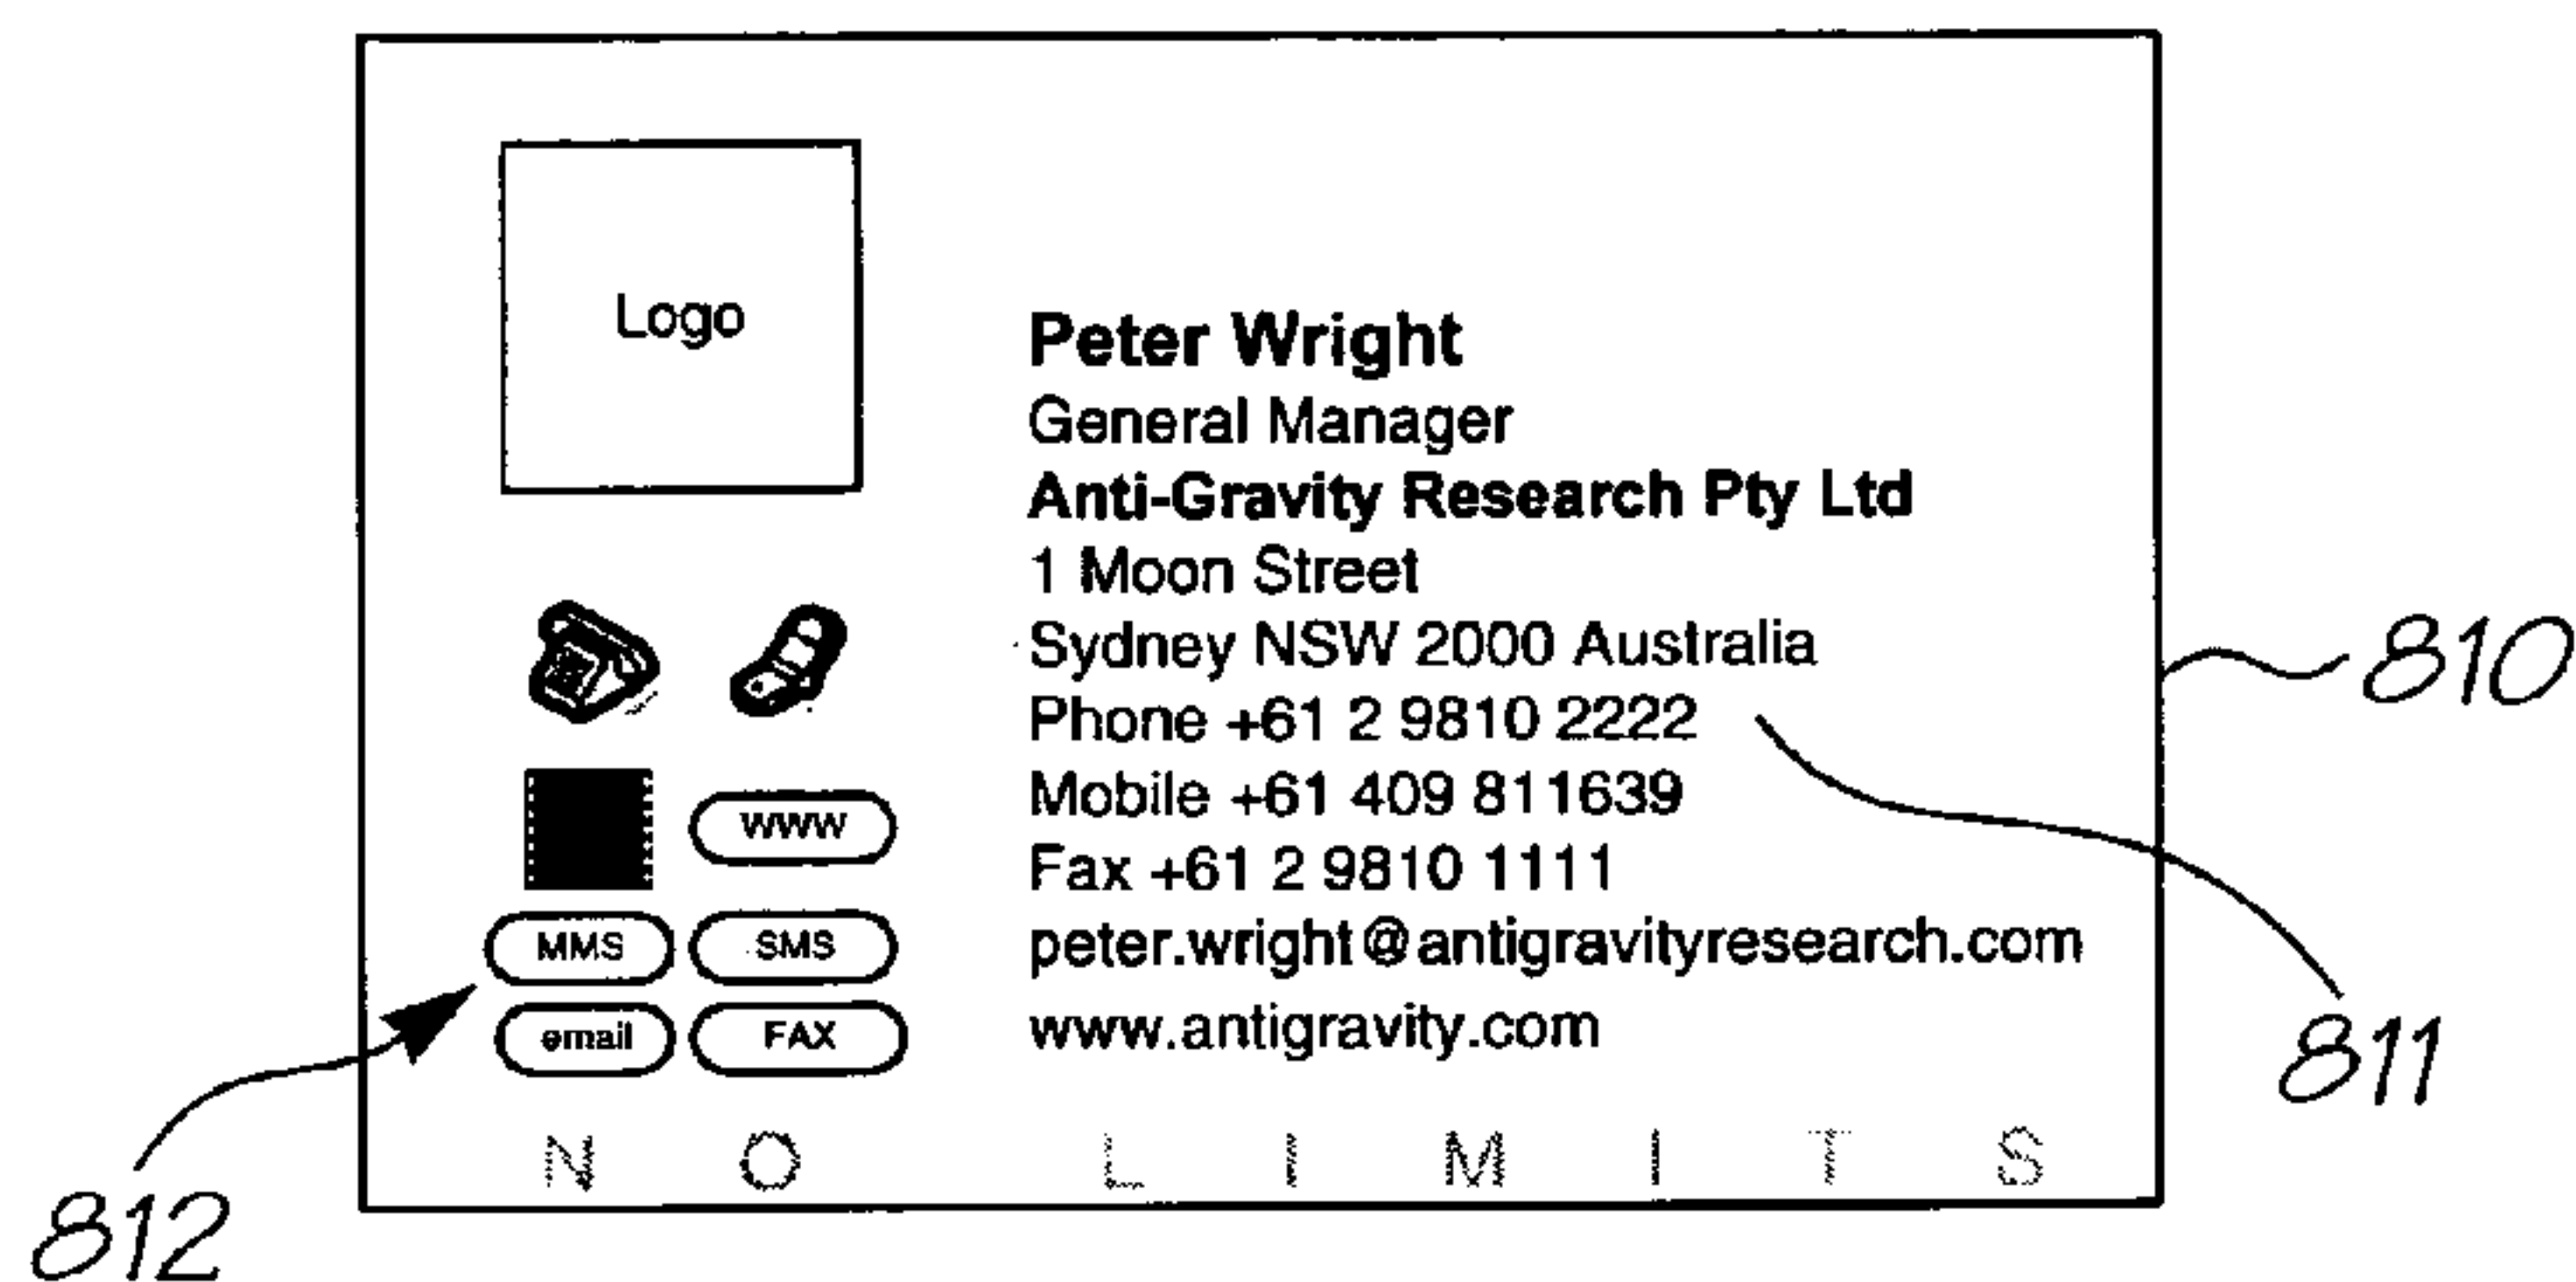 Logo
Peter Wright
General Manager
Anti-Gravity Research Pty Ltd
1 Moon Street
Sydney NSW 2000 Australia
Phone +61 2 9810 2222
Mobile +61 409 811639
Fax +61 2 9810 1111
peter.wright@antigravityresearch.com
www.antigravity.com
WWW
MMS SMS
email FAX
NO LIMITS
810
811
812